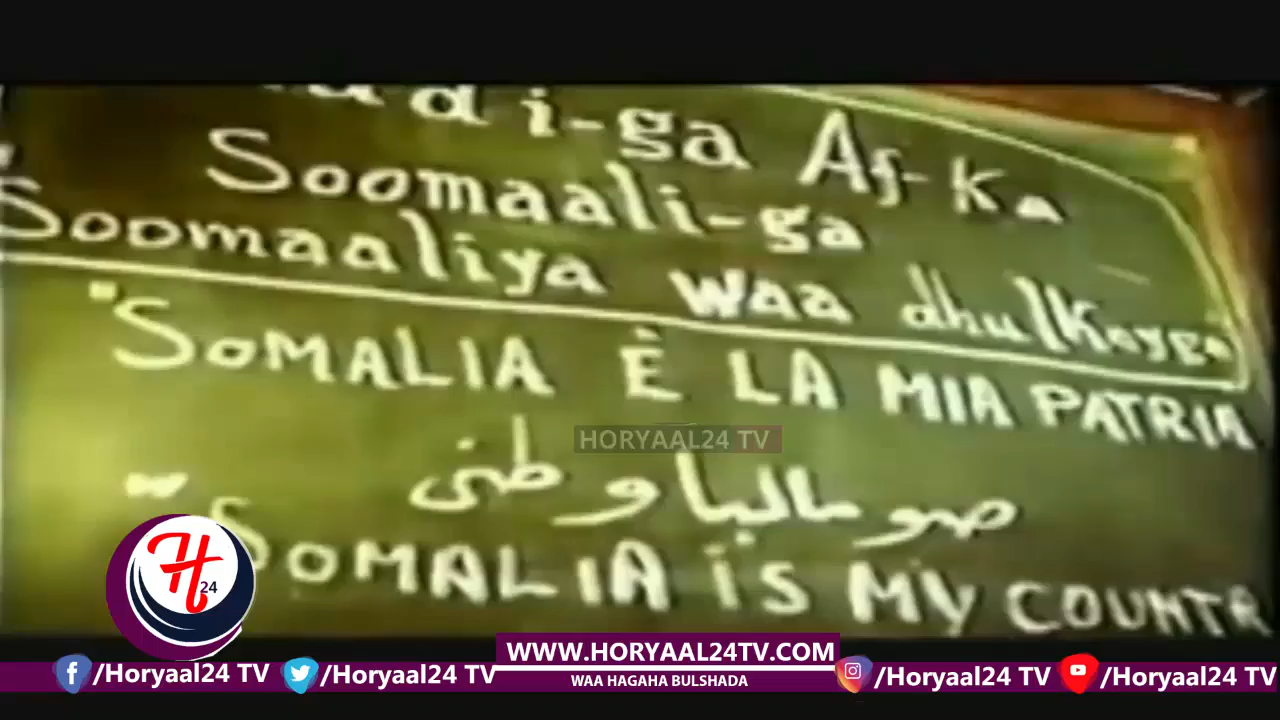 i-ga Af-ka
Soomaali-ga
Soomaaliya waa dhulkayga
"SOMALIA È LA MIA PATRIA
صوماليا وطني
SOMALIA is My COUNTR
HORYAAL24 TV
H
24
WWW.HORYAAL24TV.COM
WAA HAGAHA BULSHADA
/Horyaal24 TV
/Horyaal24 TV
/Horyaal24 TV
/Horyaal24 TV